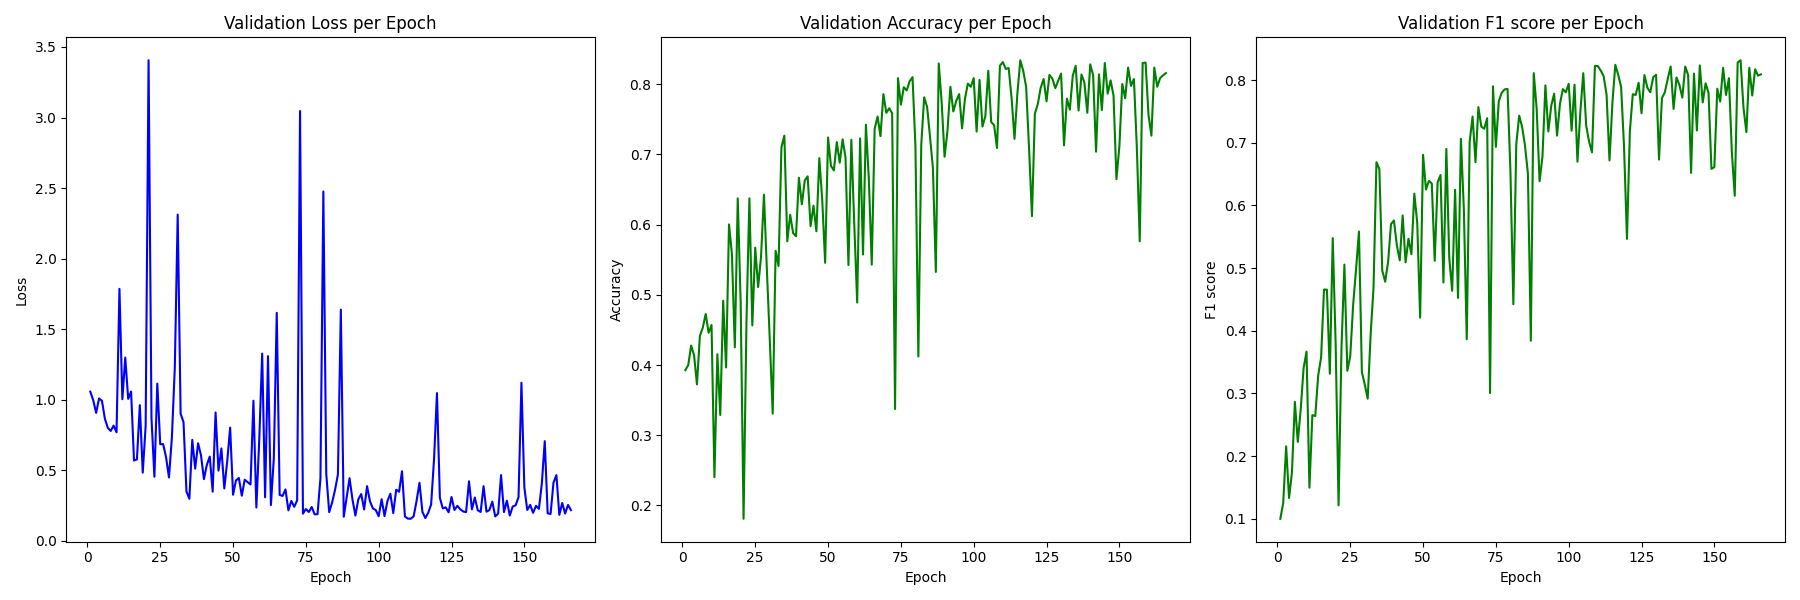 Validation Loss per Epoch
3.5
3.0
2.5
2.0
1.5
1.0
0.5
0.0
Loss
0 25 50 75 100 125 150
Epoch
Validation Accuracy per Epoch
0.8
0.7
0.6
0.5
0.4
0.3
0.2
Accuracy
0 25 50 75 100 125 150
Epoch
Validation F1 score per Epoch
0.8
0.7
0.6
0.5
0.4
0.3
0.2
0.1
F1 score
0 25 50 75 100 125 150
Epoch